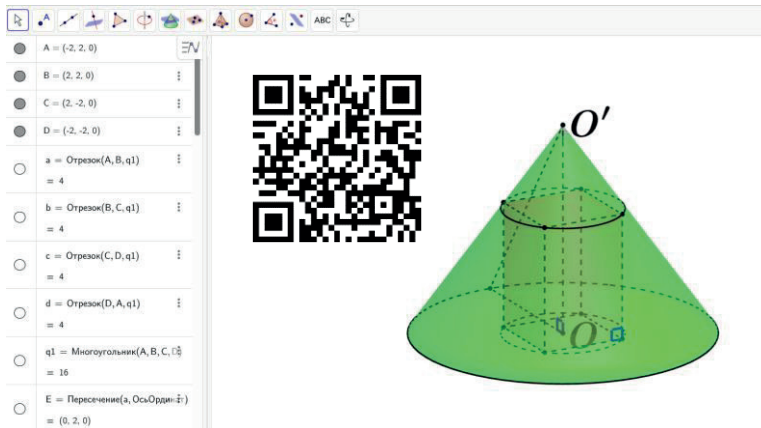 ABC
A = (-2, 2, 0)
B = (2, 2, 0)
C = (2, -2, 0)
D = (-2, -2, 0)
a = Отрезок(A, B, q1)
= 4
b = Отрезок(B, C, q1)
= 4
c = Отрезок(C, D, q1)
= 4
d = Отрезок(D, A, q1)
= 4
q1 = Многоугольник(A, B, C, D)
= 16
E = Пересечение(a, ОсьОрдинат)
= (0, 2, 0)
O'
O